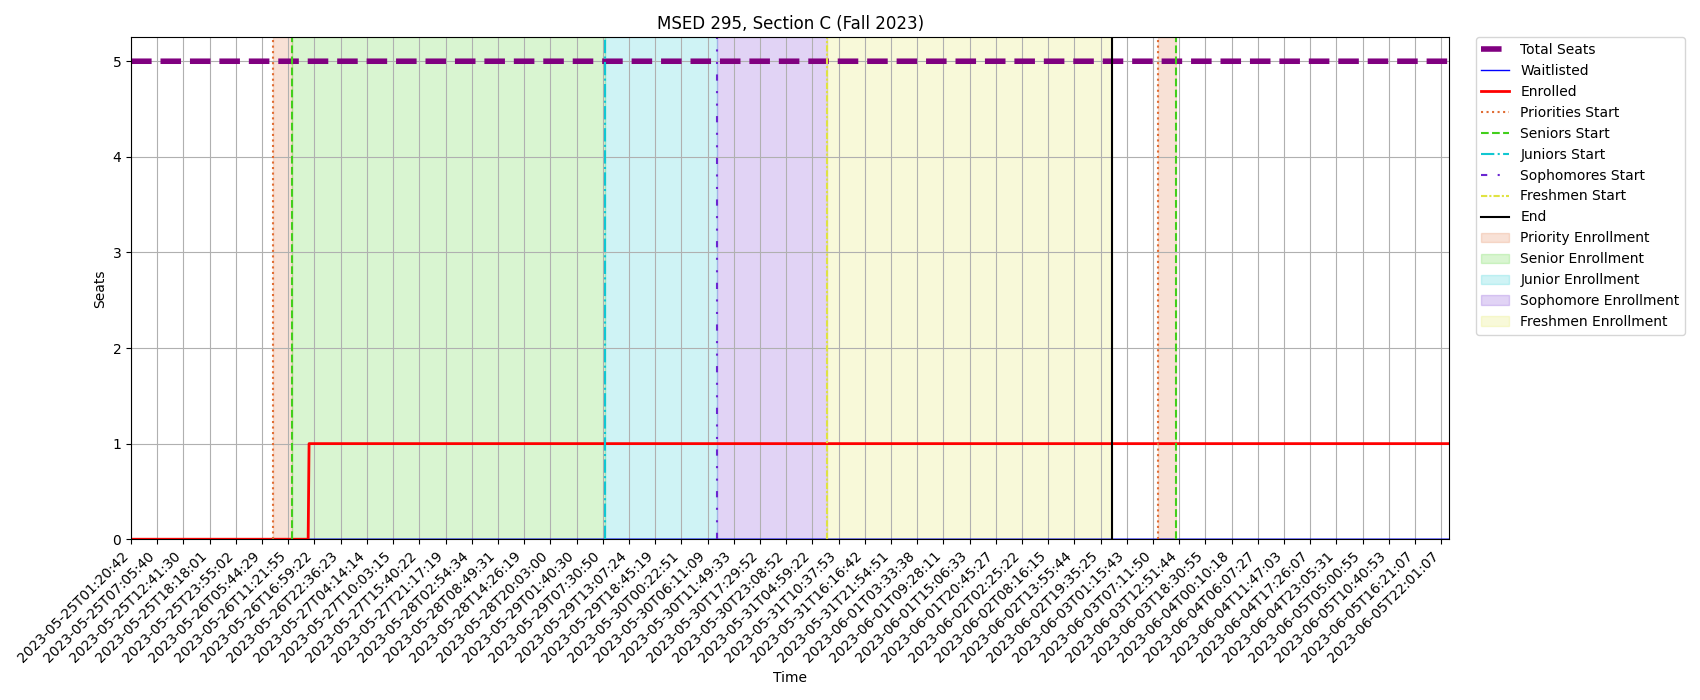 MSED 295, Section C (Fall 2023)
5
4
3
2
1
0
Seats
2023-05-25T01:20:42
2023-05-25T07:05:40
2023-05-25T12:41:30
2023-05-25T18:18:01
2023-05-25T23:55:02
2023-05-26T05:44:29
2023-05-26T11:21:55
2023-05-26T16:59:22
2023-05-26T22:36:23
2023-05-27T04:14:14
2023-05-27T10:03:15
2023-05-27T15:40:22
2023-05-27T21:17:19
2023-05-28T02:54:34
2023-05-28T08:49:31
2023-05-28T14:26:19
2023-05-28T20:03:00
2023-05-29T01:40:30
2023-05-29T07:30:50
2023-05-29T13:07:24
2023-05-29T18:45:19
2023-05-30T00:22:51
2023-05-30T06:11:09
2023-05-30T11:49:33
2023-05-30T17:29:52
2023-05-30T23:08:52
2023-05-31T04:59:22
2023-05-31T10:37:53
2023-05-31T16:16:42
2023-05-31T21:54:51
2023-06-01T03:33:38
2023-06-01T09:28:11
2023-06-01T15:06:33
2023-06-01T20:45:27
2023-06-02T02:25:22
2023-06-02T08:16:15
2023-06-02T13:55:44
2023-06-02T19:35:25
2023-06-03T01:15:43
2023-06-03T07:11:50
2023-06-03T12:51:44
2023-06-03T18:30:55
2023-06-04T00:10:18
2023-06-04T06:07:27
2023-06-04T11:47:03
2023-06-04T17:26:07
2023-06-04T23:05:31
2023-06-05T05:00:55
2023-06-05T10:40:53
2023-06-05T16:21:07
2023-06-05T22:01:07
Time
Total Seats
Waitlisted
Enrolled
Priorities Start
Seniors Start
Juniors Start
Sophomores Start
Freshmen Start
End
Priority Enrollment
Senior Enrollment
Junior Enrollment
Sophomore Enrollment
Freshmen Enrollment